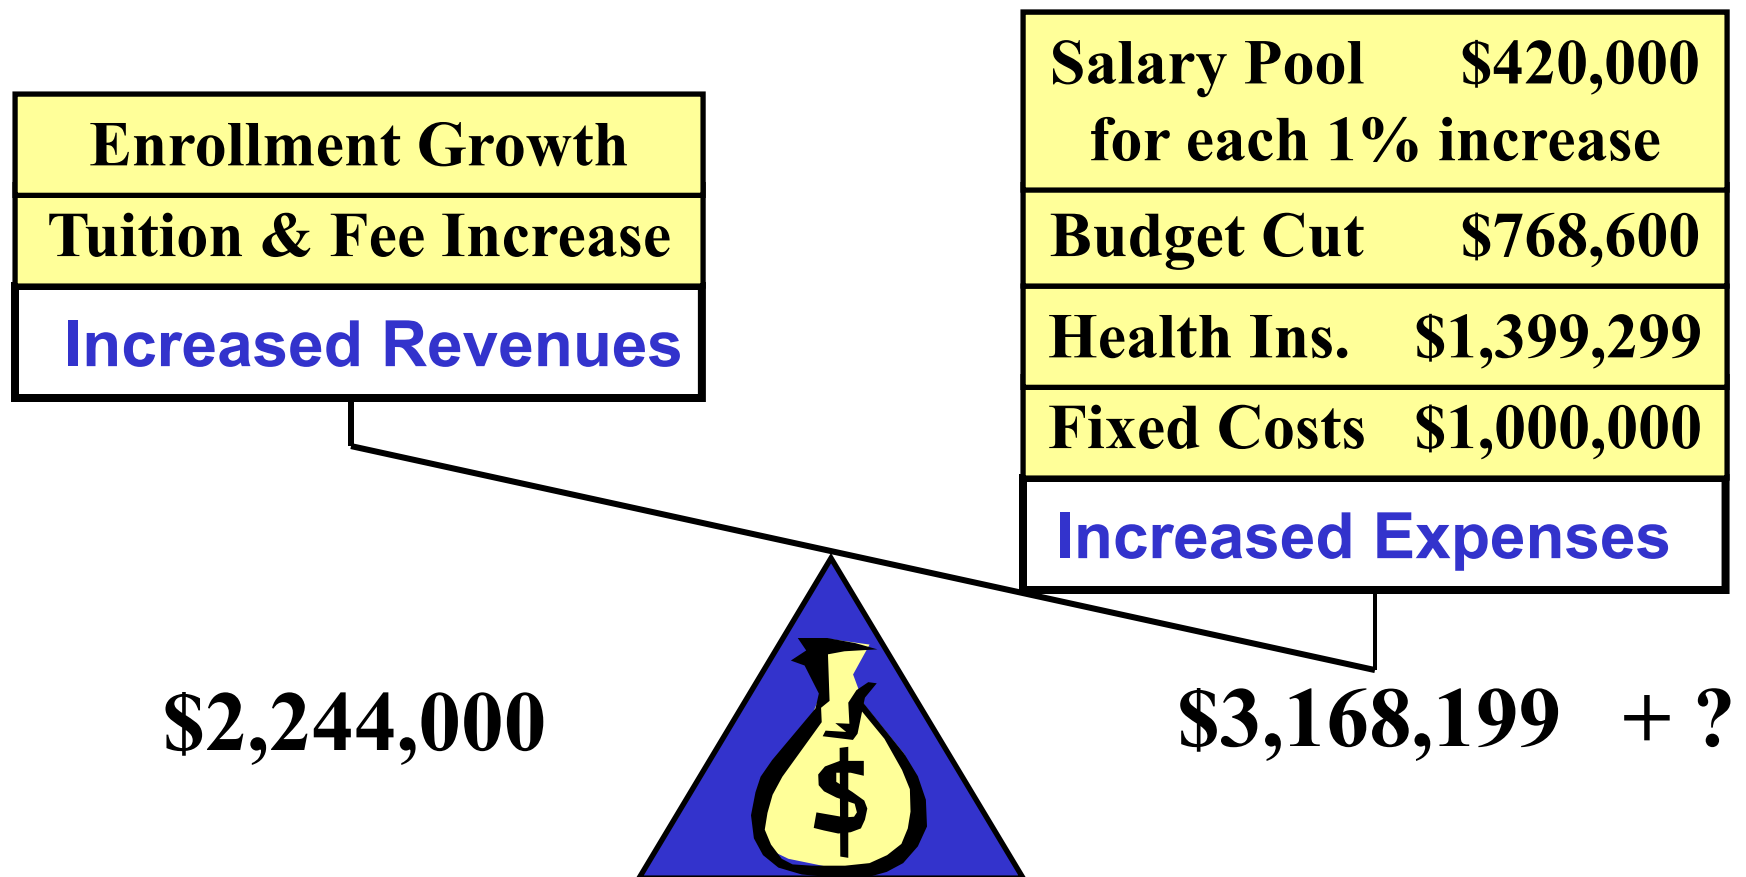 Enrollment Growth
Tuition & Fee Increase
Increased Revenues
$2,244,000
Salary Pool $420,000
for each 1% increase
Budget Cut $768,600
Health Ins. $1,399,299
Fixed Costs $1,000,000
Increased Expenses
$3,168,199 + ?
$